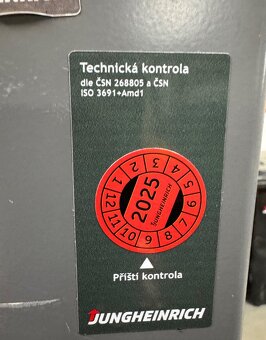 Technická kontrola
dle ČSN 268805 a ČSN
ISO 3691+Amd1
1 2 3 4 5 6 7 8 9 10 11 12
2025
JUNGHEINRICH
Příští kontrola
JUNGHEINRICH